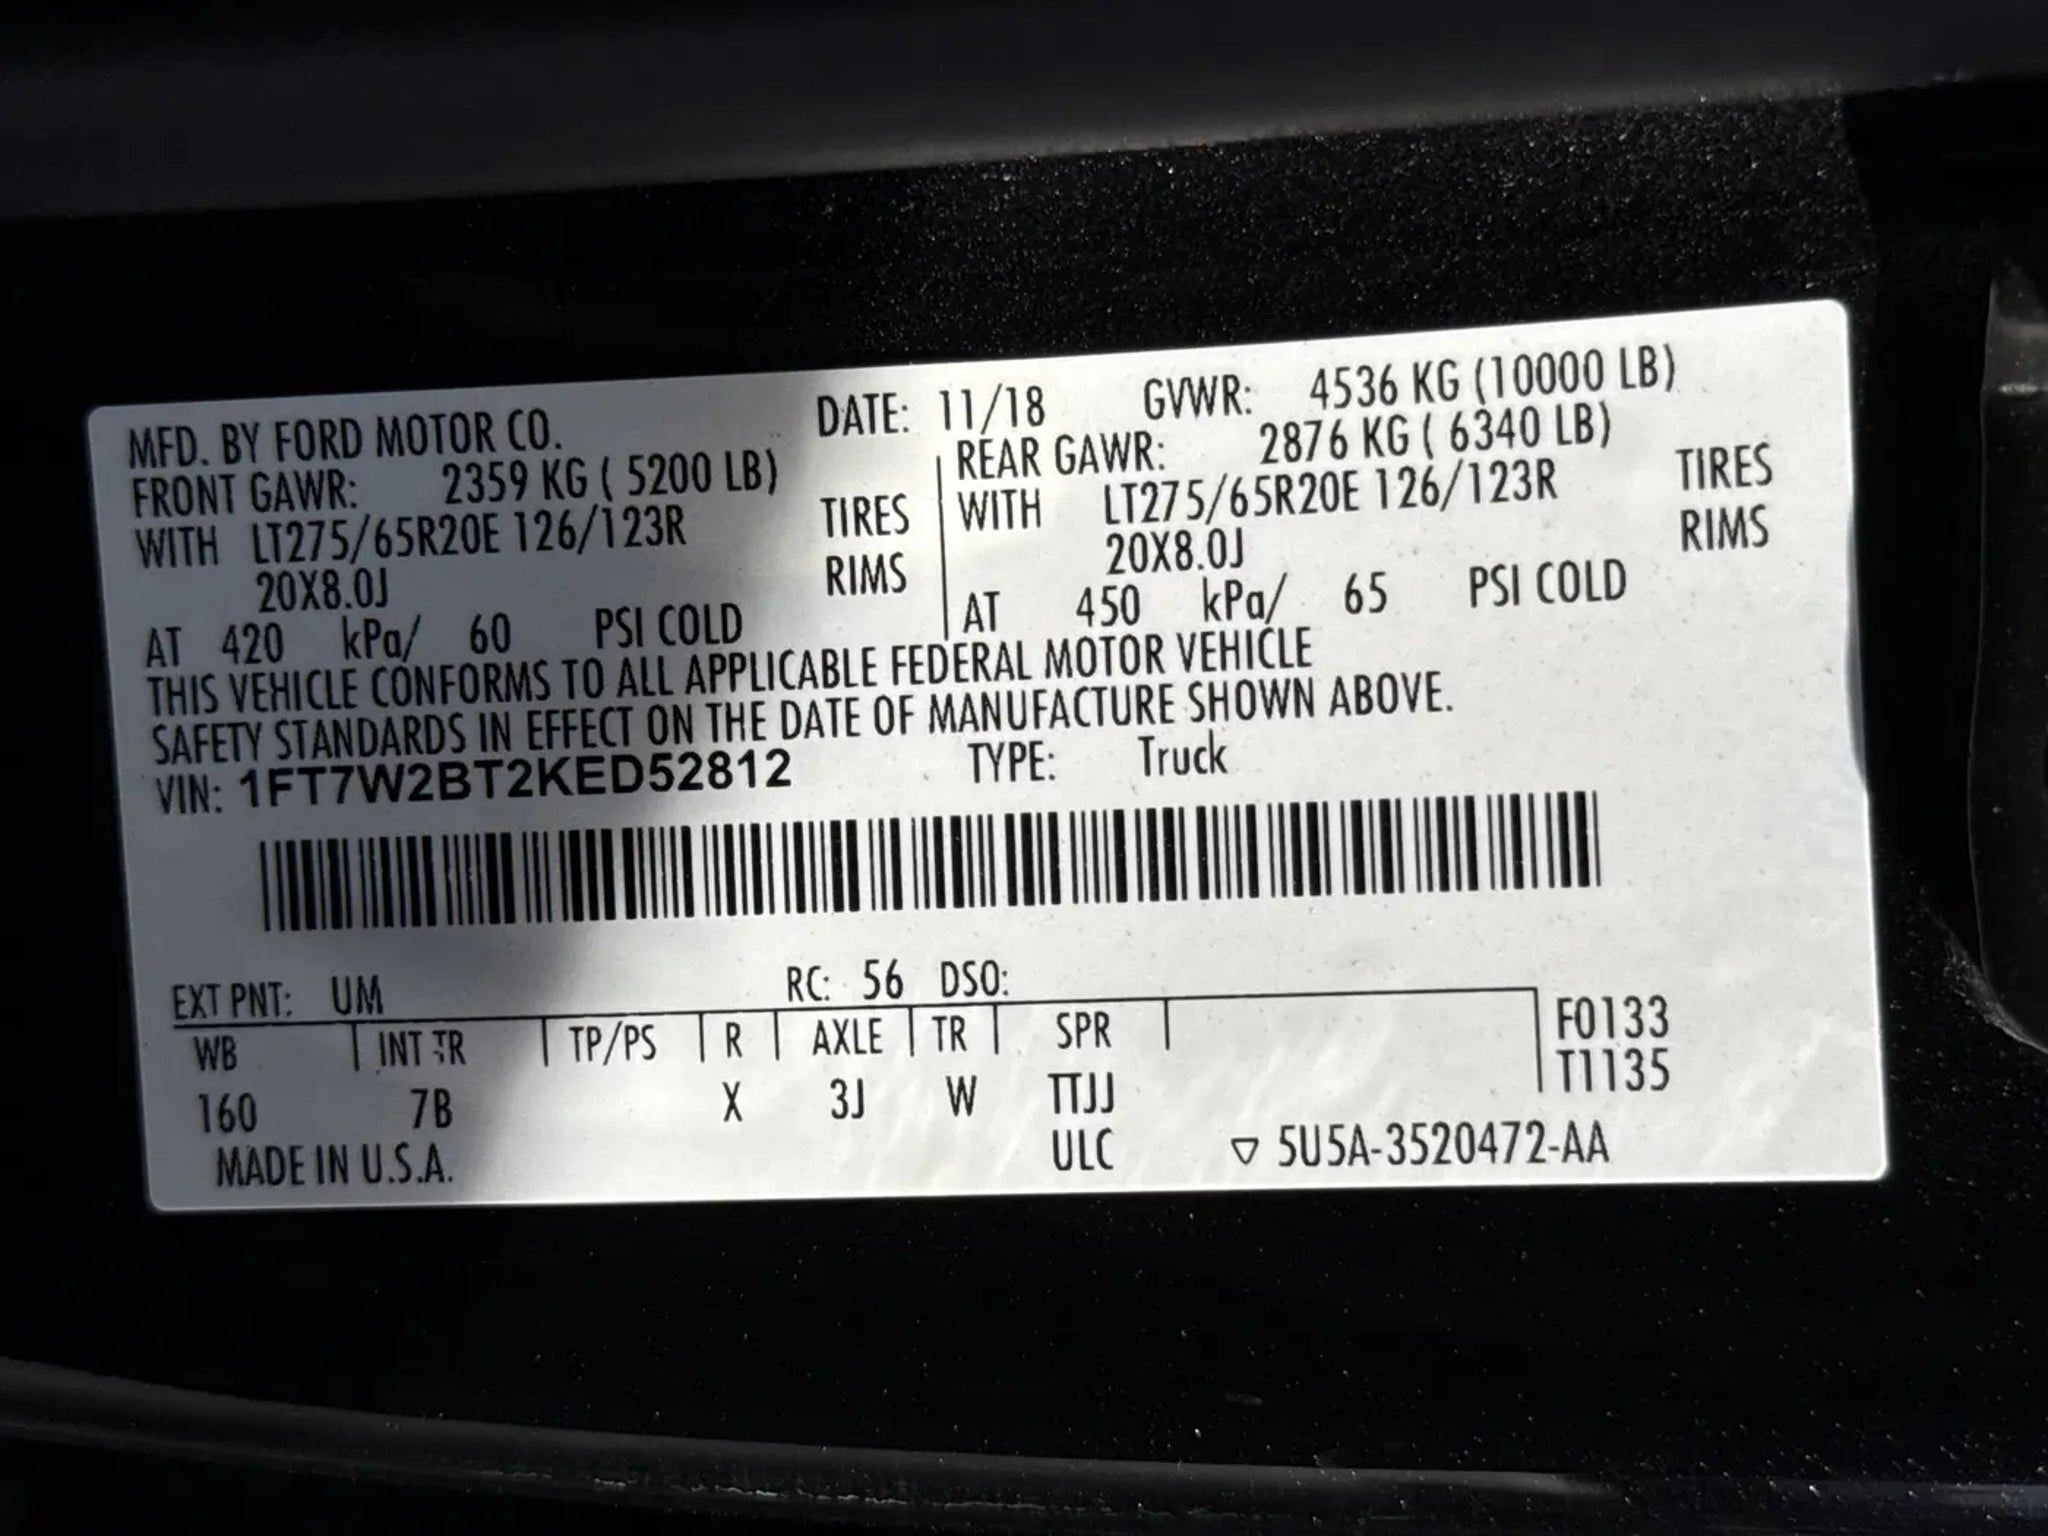 MFD. BY FORD MOTOR CO. DATE: 11/18 GVWR: 4536 KG (10000 LB)
FRONT GAWR: 2359 KG ( 5200 LB) REAR GAWR: 2876 KG ( 6340 LB)
WITH LT275/65R20E 126/123R TIRES WITH LT275/65R20E 126/123R TIRES
20X8.0J RIMS 20X8.0J RIMS
AT 420 kPa/ 60 PSI COLD AT 450 kPa/ 65 PSI COLD
THIS VEHICLE CONFORMS TO ALL APPLICABLE FEDERAL MOTOR VEHICLE
SAFETY STANDARDS IN EFFECT ON THE DATE OF MANUFACTURE SHOWN ABOVE.
VIN: 1FT7W2BT2KED52812 TYPE: Truck
EXT PNT: UM RC: 56 DSO:
WB INT TR TP/PS R AXLE TR SPR F0133
T1135
160 7B X 3J W TTJJ
MADE IN U.S.A. ULC ▽ 5U5A-3520472-AA